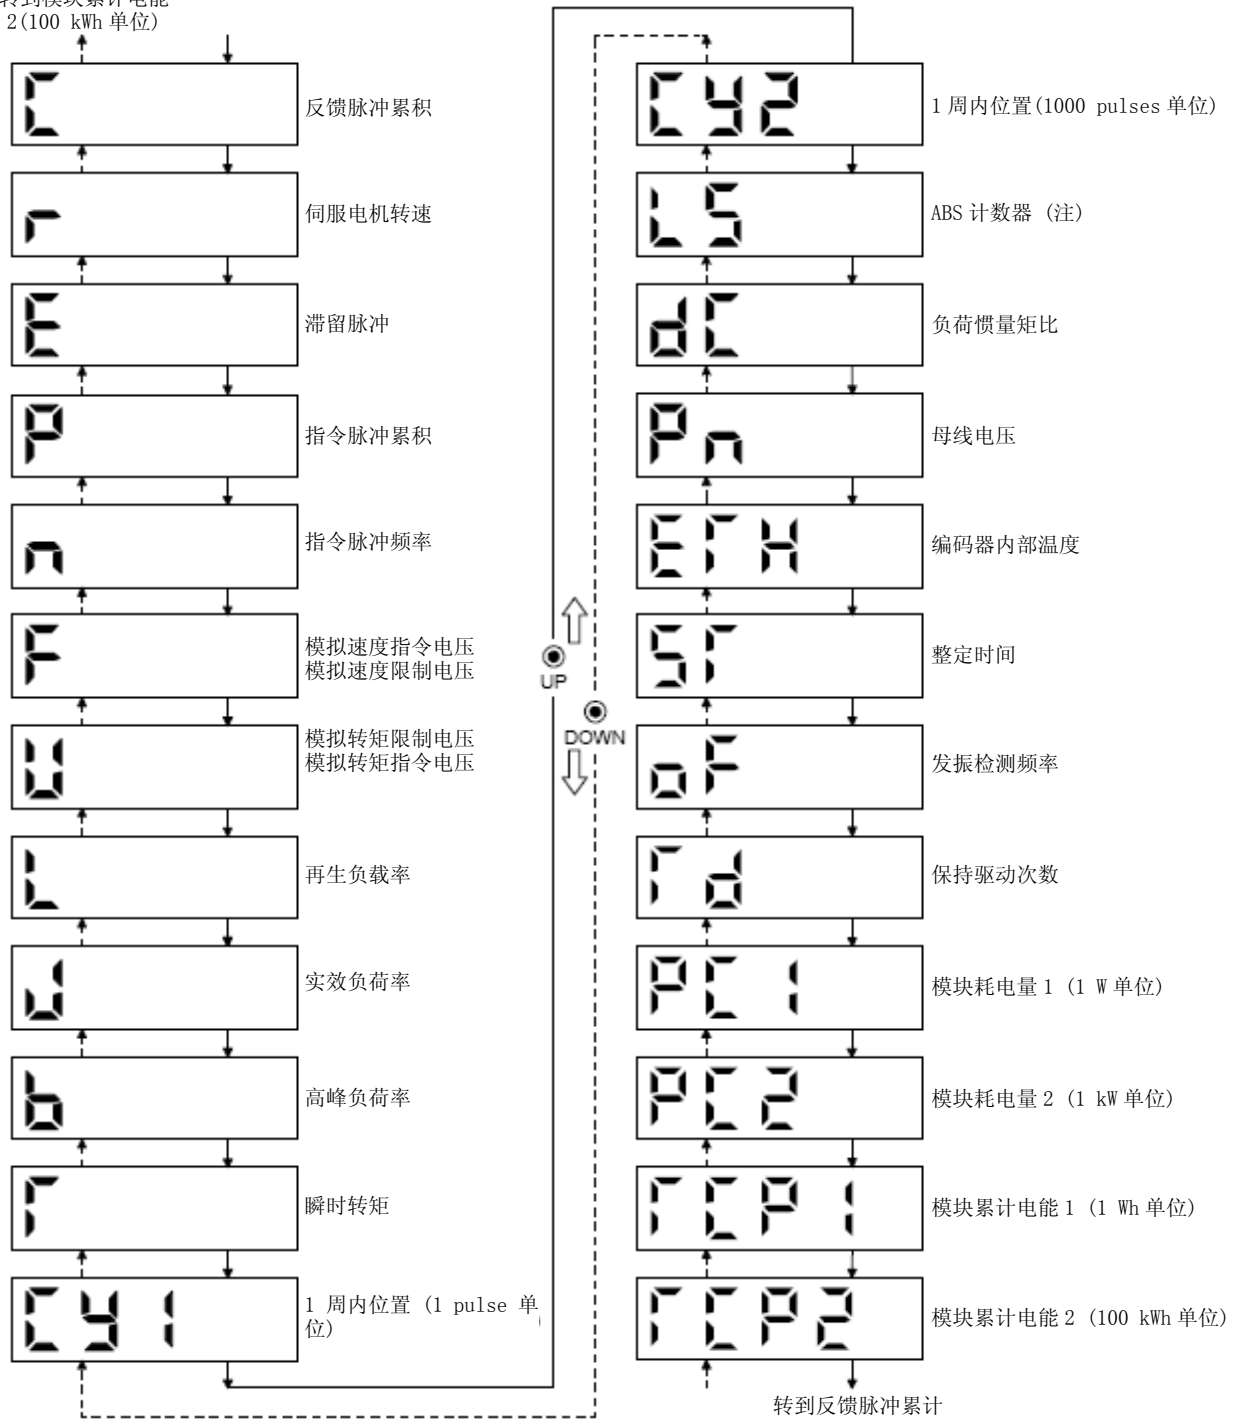 转到模块累计电能
2(100 kWh 单位)
C
反馈脉冲累积
r
伺服电机转速
E
滞留脉冲
P
指令脉冲累积
n
指令脉冲频率
F
模拟速度指令电压
模拟速度限制电压
U
模拟转矩限制电压
模拟转矩指令电压
L
再生负载率
J
实效负荷率
b
高峰负荷率
T
瞬时转矩
Cy1
1 周内位置 (1 pulse 单
位)
UP
DOWN
Cy2
1 周内位置(1000 pulses 单位)
LS
ABS 计数器 (注)
dC
负荷惯量矩比
Pn
母线电压
ETH
编码器内部温度
ST
整定时间
oF
发振检测频率
Td
保持驱动次数
PC1
模块耗电量 1 (1 W 单位)
PC2
模块耗电量 2 (1 kW 单位)
TCP1
模块累计电能 1 (1 Wh 单位)
TCP2
模块累计电能 2 (100 kWh 单位)
转到反馈脉冲累计